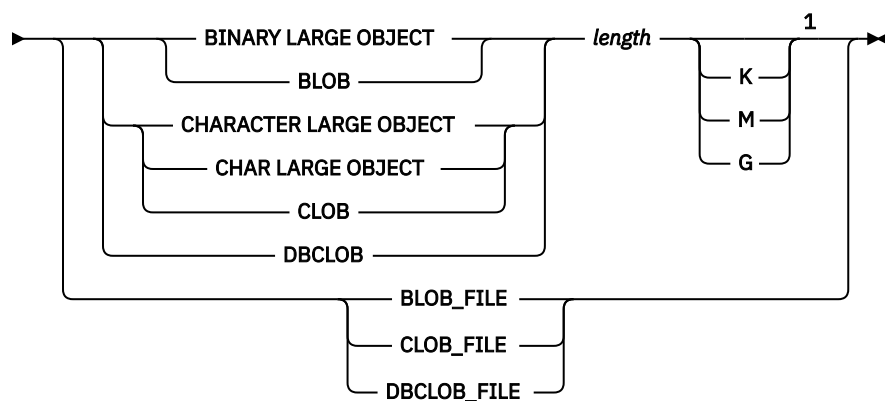 1
BINARY LARGE OBJECT length
BLOB K
CHARACTER LARGE OBJECT M
CHAR LARGE OBJECT G
CLOB
DBCLOB
BLOB_FILE
CLOB_FILE
DBCLOB_FILE